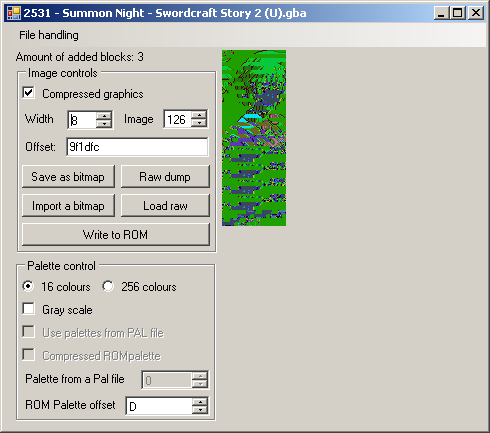 2531 - Summon Night - Swordcraft Story 2 (U).gba
File handling
Amount of added blocks: 3
Image controls
Compressed graphics
Width 8 Image 126
Offset: 9f1dfc
Save as bitmap Raw dump
Import a bitmap Load raw
Write to ROM
Palette control
16 colours 256 colours
Gray scale
Use palettes from PAL file
Compressed ROMpalette
Palette from a Pal file 0
ROM Palette offset D